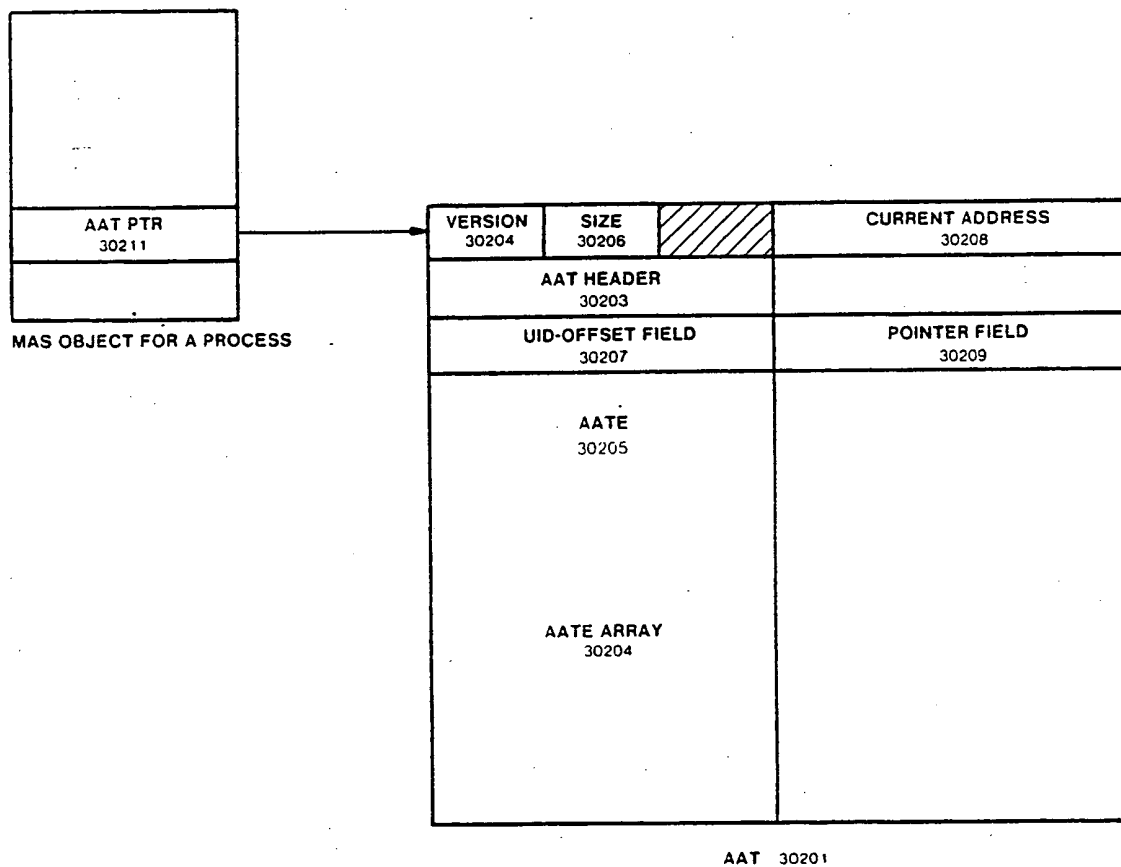 AAT PTR
30211
MAS OBJECT FOR A PROCESS
VERSION
30204
SIZE
30206
CURRENT ADDRESS
30208
AAT HEADER
30203
UID-OFFSET FIELD
30207
POINTER FIELD
30209
AATE
30205
AATE ARRAY
30204
AAT 30201